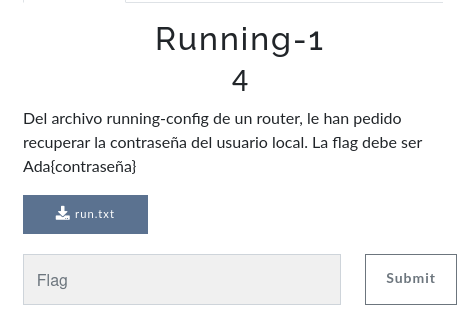 Running-1
4
Del archivo running-config de un router, le han pedido
recuperar la contraseña del usuario local. La flag debe ser
Ada{contraseña}
run.txt
Flag
Submit